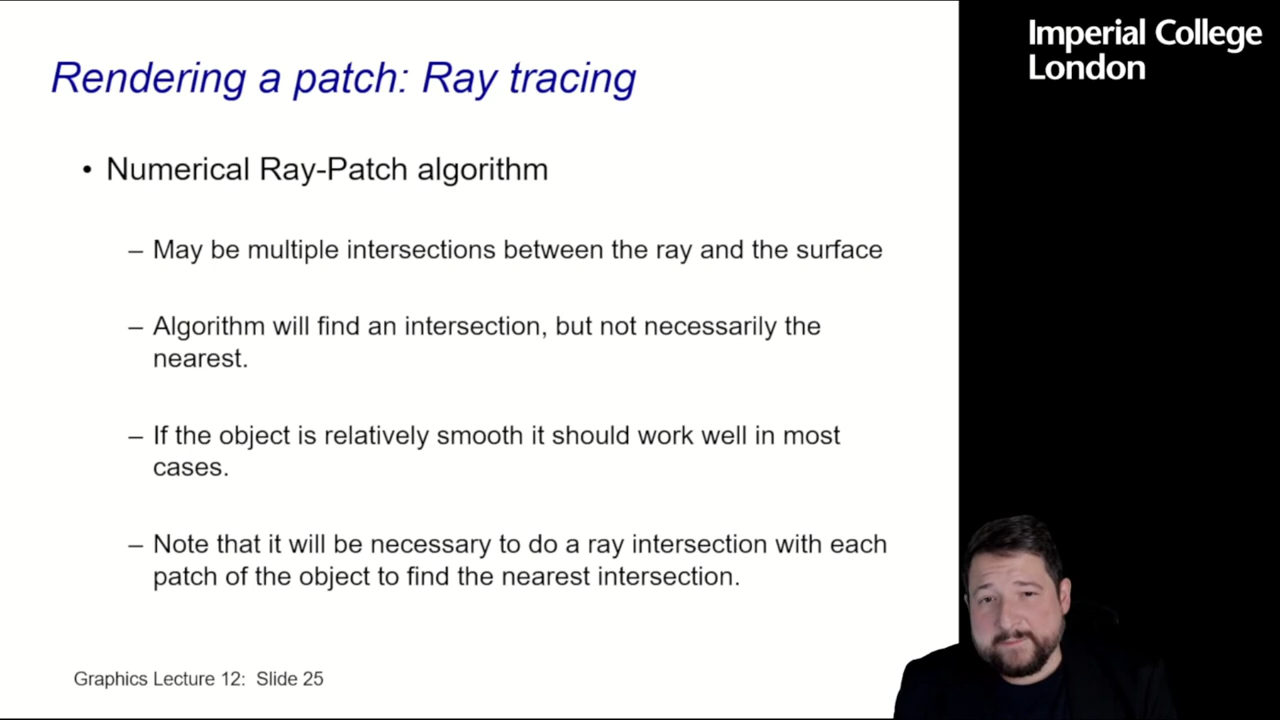 Imperial College
London
Rendering a patch: Ray tracing
• Numerical Ray-Patch algorithm
– May be multiple intersections between the ray and the surface
– Algorithm will find an intersection, but not necessarily the
nearest.
– If the object is relatively smooth it should work well in most
cases.
– Note that it will be necessary to do a ray intersection with each
patch of the object to find the nearest intersection.
Graphics Lecture 12: Slide 25